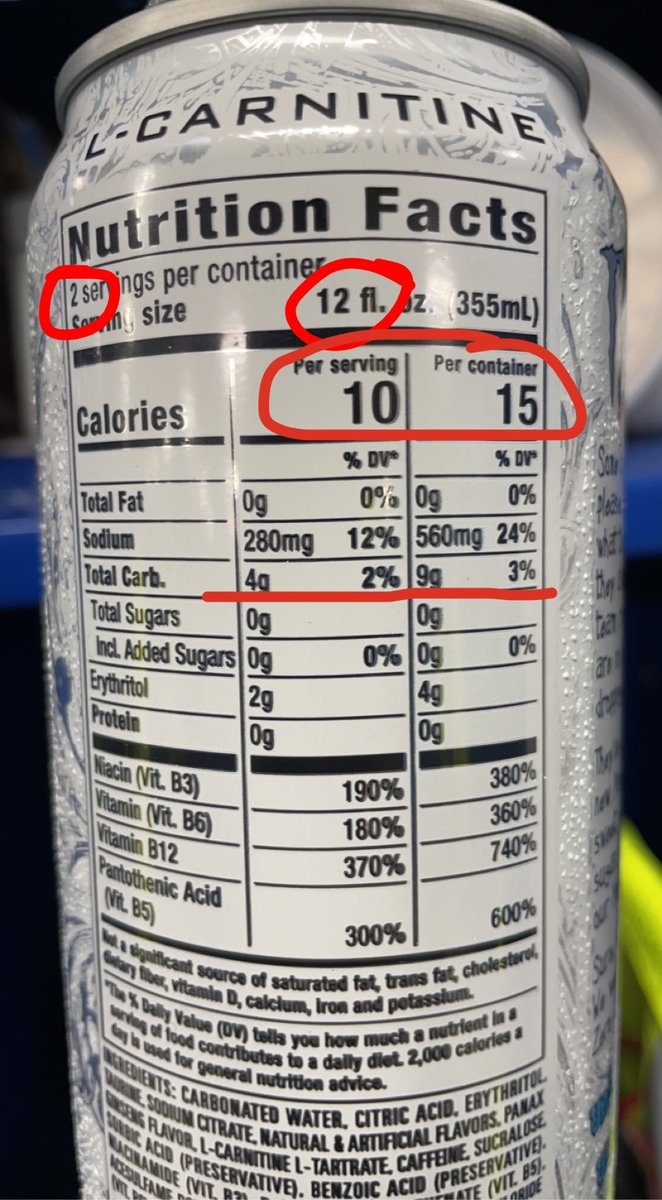 L-CARNITINE
Nutrition Facts
2 servings per container
Serving size 12 fl. oz. (355mL)
Per serving Per container
Calories 10 15
% DV* % DV*
Total Fat 0g 0% 0g 0%
Sodium 280mg 12% 560mg 24%
Total Carb. 4g 2% 9g 3%
Total Sugars 0g 0g
Incl. Added Sugars 0g 0% 0g 0%
Erythritol 2g 4g
Protein 0g 0g
Niacin (Vit. B3) 190% 380%
Vitamin (Vit. B6) 180% 360%
Vitamin B12 370% 740%
Pantothenic Acid
(Vit. B5) 300% 600%
Not a significant source of saturated fat, trans fat, cholesterol,
dietary fiber, vitamin D, calcium, iron and potassium.
*The % Daily Value (DV) tells you how much a nutrient in a
serving of food contributes to a daily diet. 2,000 calories a
day is used for general nutrition advice.
INGREDIENTS: CARBONATED WATER, CITRIC ACID, ERYTHRITOL,
TAURINE, SODIUM CITRATE, NATURAL & ARTIFICIAL FLAVORS, PANAX
GINSENG FLAVOR, L-CARNITINE L-TARTRATE, CAFFEINE, SUCRALOSE,
SORBIC ACID (PRESERVATIVE), BENZOIC ACID (PRESERVATIVE),
NIACINAMIDE (VIT. B3), (VIT. B5),